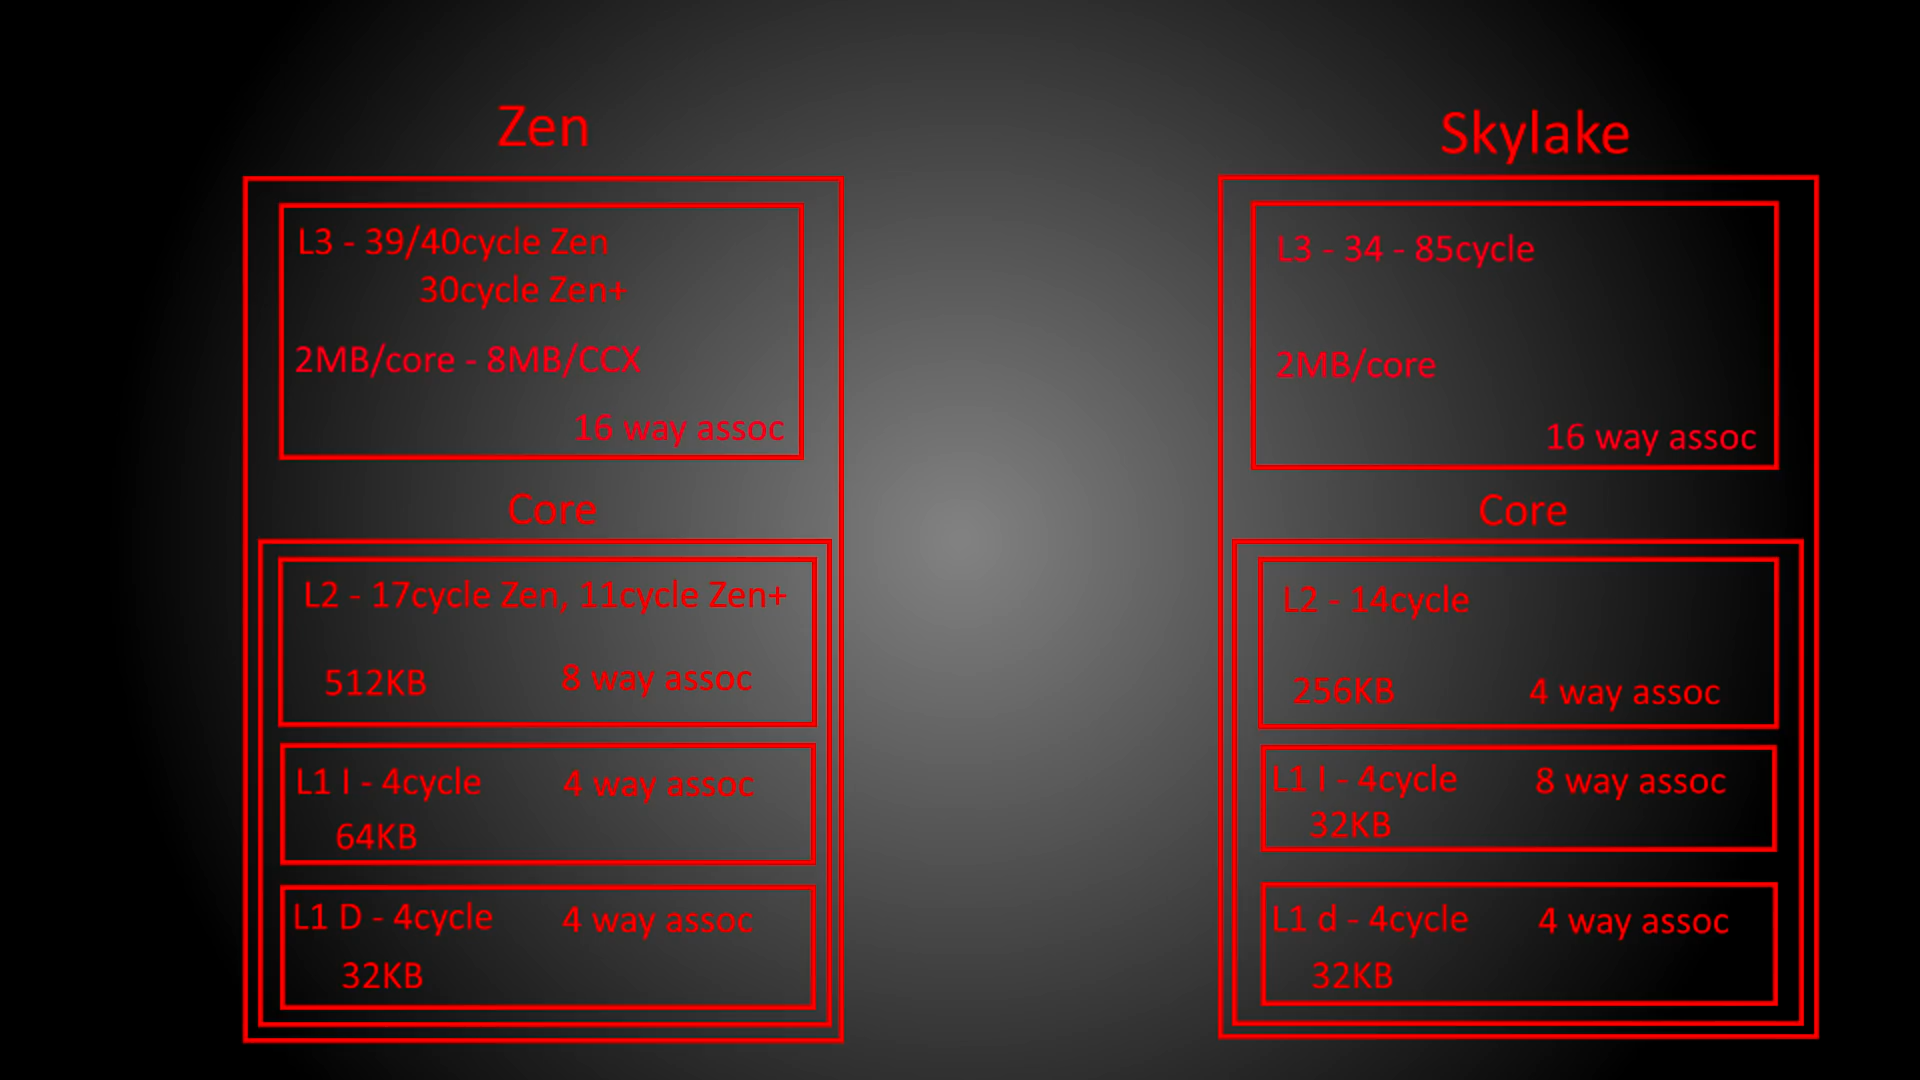 Zen
L3 - 39/40cycle Zen
30cycle Zen+
2MB/core - 8MB/CCX
16 way assoc
Core
L2 - 17cycle Zen, 11cycle Zen+
512KB 8 way assoc
L1 I - 4cycle 4 way assoc
64KB
L1 D - 4cycle 4 way assoc
32KB
Skylake
L3 - 34 - 85cycle
2MB/core
16 way assoc
Core
L2 - 14cycle
256KB 4 way assoc
L1 I - 4cycle 8 way assoc
32KB
L1 d - 4cycle 4 way assoc
32KB